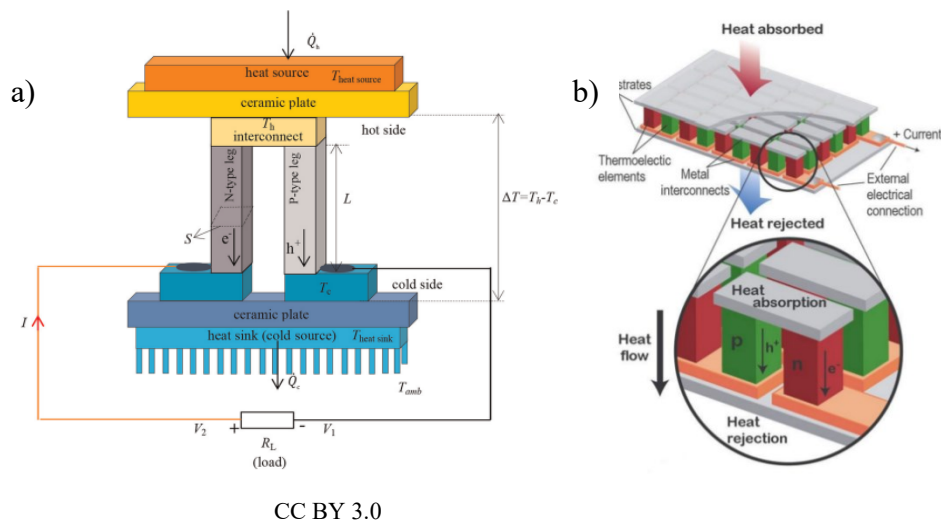 a)
Q̇h
heat source
Theat source
ceramic plate
Th
interconnect
hot side
N-type leg
P-type leg
L
ΔT=Th-Tc
S
e-
h+
Tc
cold side
ceramic plate
heat sink (cold source)
Theat sink
I
Q̇c
Tamb
V2
+
-
V1
RL
(load)
b)
Heat absorbed
strates
+ Current
Thermoelectric
elements
Metal
interconnects
External
electrical
connection
Heat rejected
Heat
absorption
Heat
flow
p
h+
n
e-
Heat
rejection
CC BY 3.0